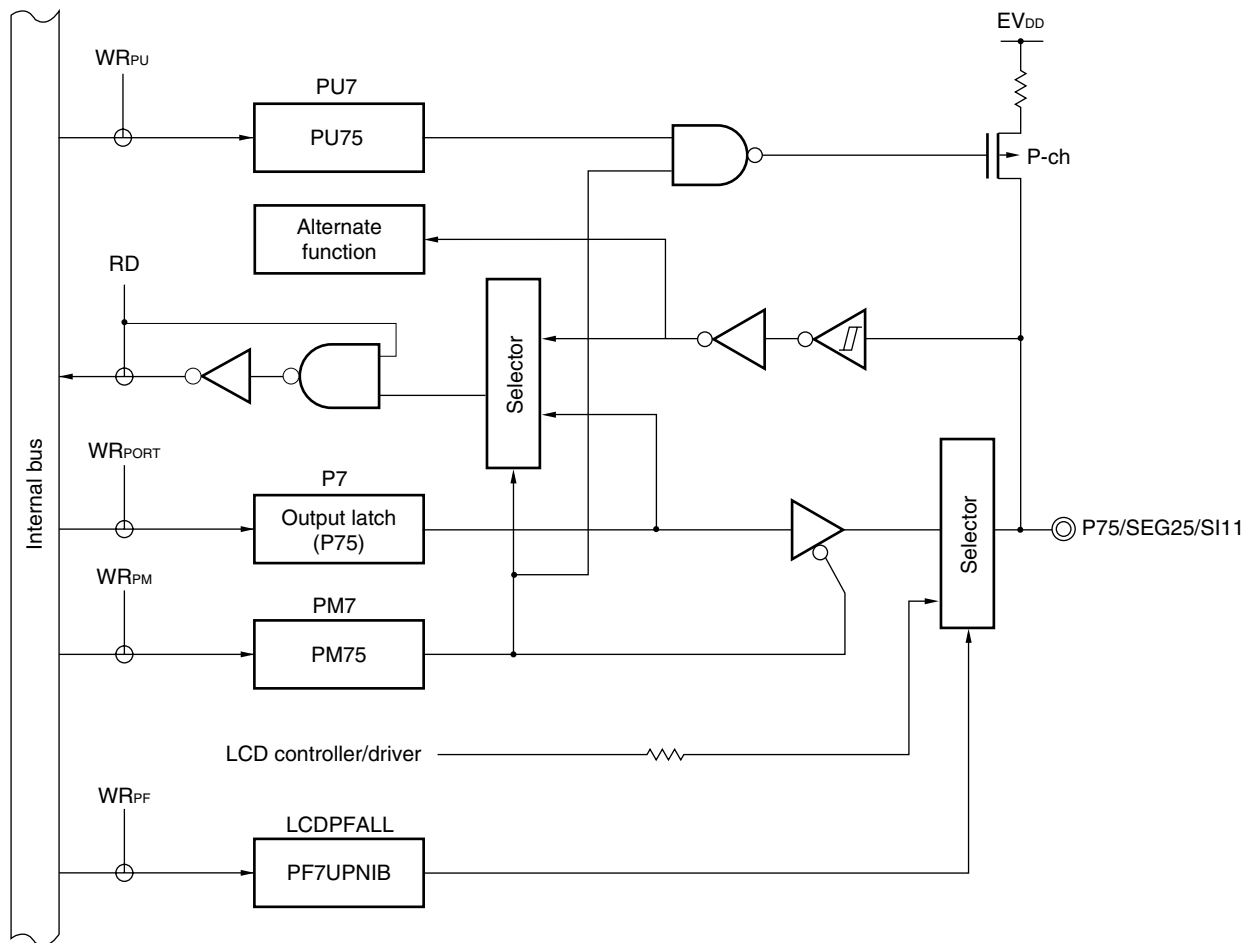 EVDD
WRPU
PU7
PU75
P-ch
Alternate
function
RD
Selector
Internal bus
WRPORT
P7
Output latch
(P75)
Selector
P75/SEG25/SI11
WRPM
PM7
PM75
LCD controller/driver
WRPF
LCDPFALL
PF7UPNIB